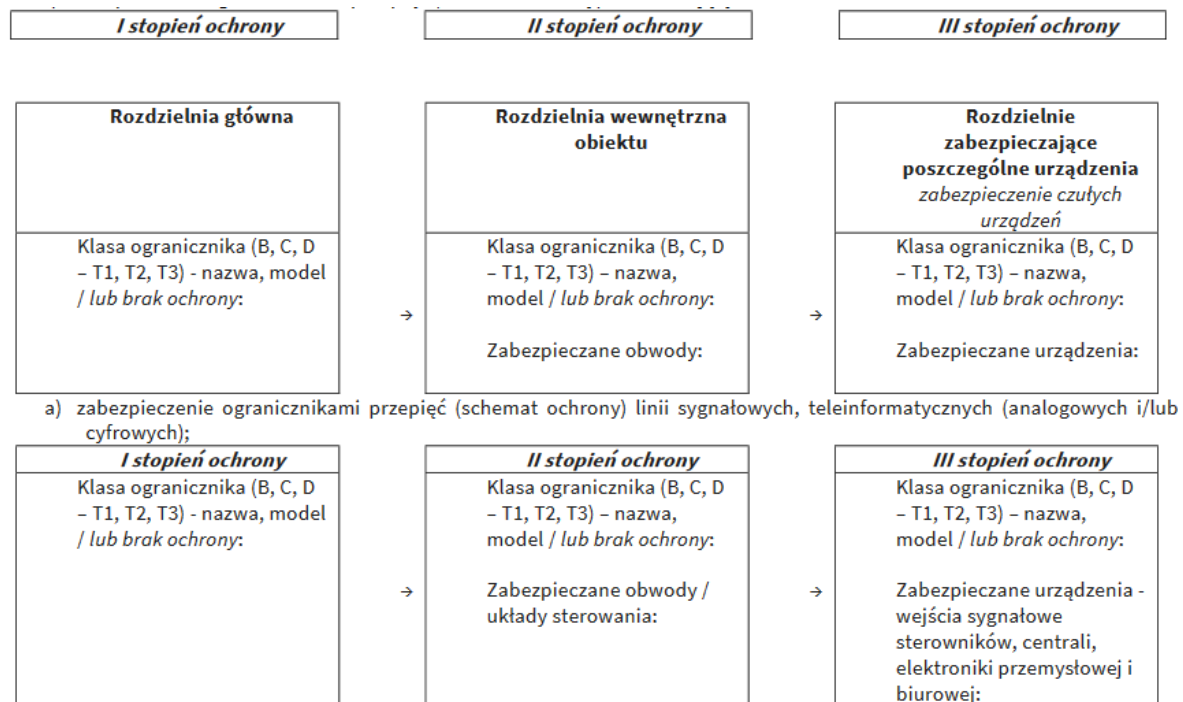 I stopień ochrony
II stopień ochrony
III stopień ochrony
Rozdzielnia główna
Rozdzielnia wewnętrzna
obiektu
Rozdzielnie
zabezpieczające
poszczególne urządzenia
zabezpieczenie czułych
urządzeń
Klasa ogranicznika (B, C, D
– T1, T2, T3) - nazwa, model
/ lub brak ochrony:
→
Klasa ogranicznika (B, C, D
– T1, T2, T3) – nazwa,
model / lub brak ochrony:
Zabezpieczane obwody:
→
Klasa ogranicznika (B, C, D
– T1, T2, T3) – nazwa,
model / lub brak ochrony:
Zabezpieczane urządzenia:
a) zabezpieczenie ogranicznikami przepięć (schemat ochrony) linii sygnałowych, teleinformatycznych (analogowych i/lub
cyfrowych);
I stopień ochrony
II stopień ochrony
III stopień ochrony
Klasa ogranicznika (B, C, D
– T1, T2, T3) - nazwa, model
/ lub brak ochrony:
→
Klasa ogranicznika (B, C, D
– T1, T2, T3) – nazwa,
model / lub brak ochrony:
Zabezpieczane obwody /
układy sterowania:
→
Klasa ogranicznika (B, C, D
– T1, T2, T3) – nazwa,
model / lub brak ochrony:
Zabezpieczane urządzenia -
wejścia sygnałowe
sterowników, centrali,
elektroniki przemysłowej i
biurowej: